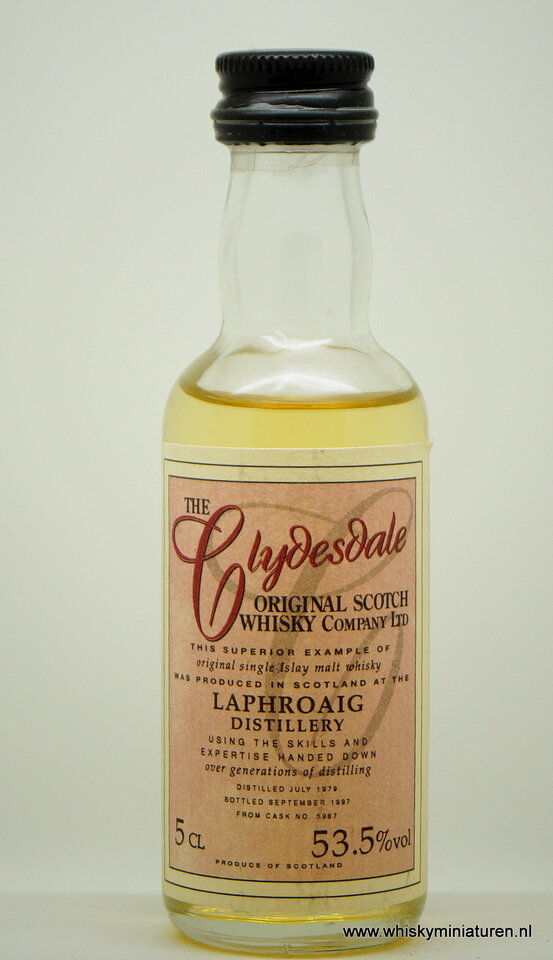 THE
Clydesdale
ORIGINAL SCOTCH
WHISKY COMPANY LTD
THIS SUPERIOR EXAMPLE OF
original single Islay malt whisky
WAS PRODUCED IN SCOTLAND AT THE
LAPHROAIG
DISTILLERY
USING THE SKILLS AND
EXPERTISE HANDED DOWN
over generations of distilling
DISTILLED JULY 1979
BOTTLED SEPTEMBER 1997
FROM CASK NO. 5967
5 CL
53.5%vol
PRODUCE OF SCOTLAND
www.whiskyminiaturen.nl